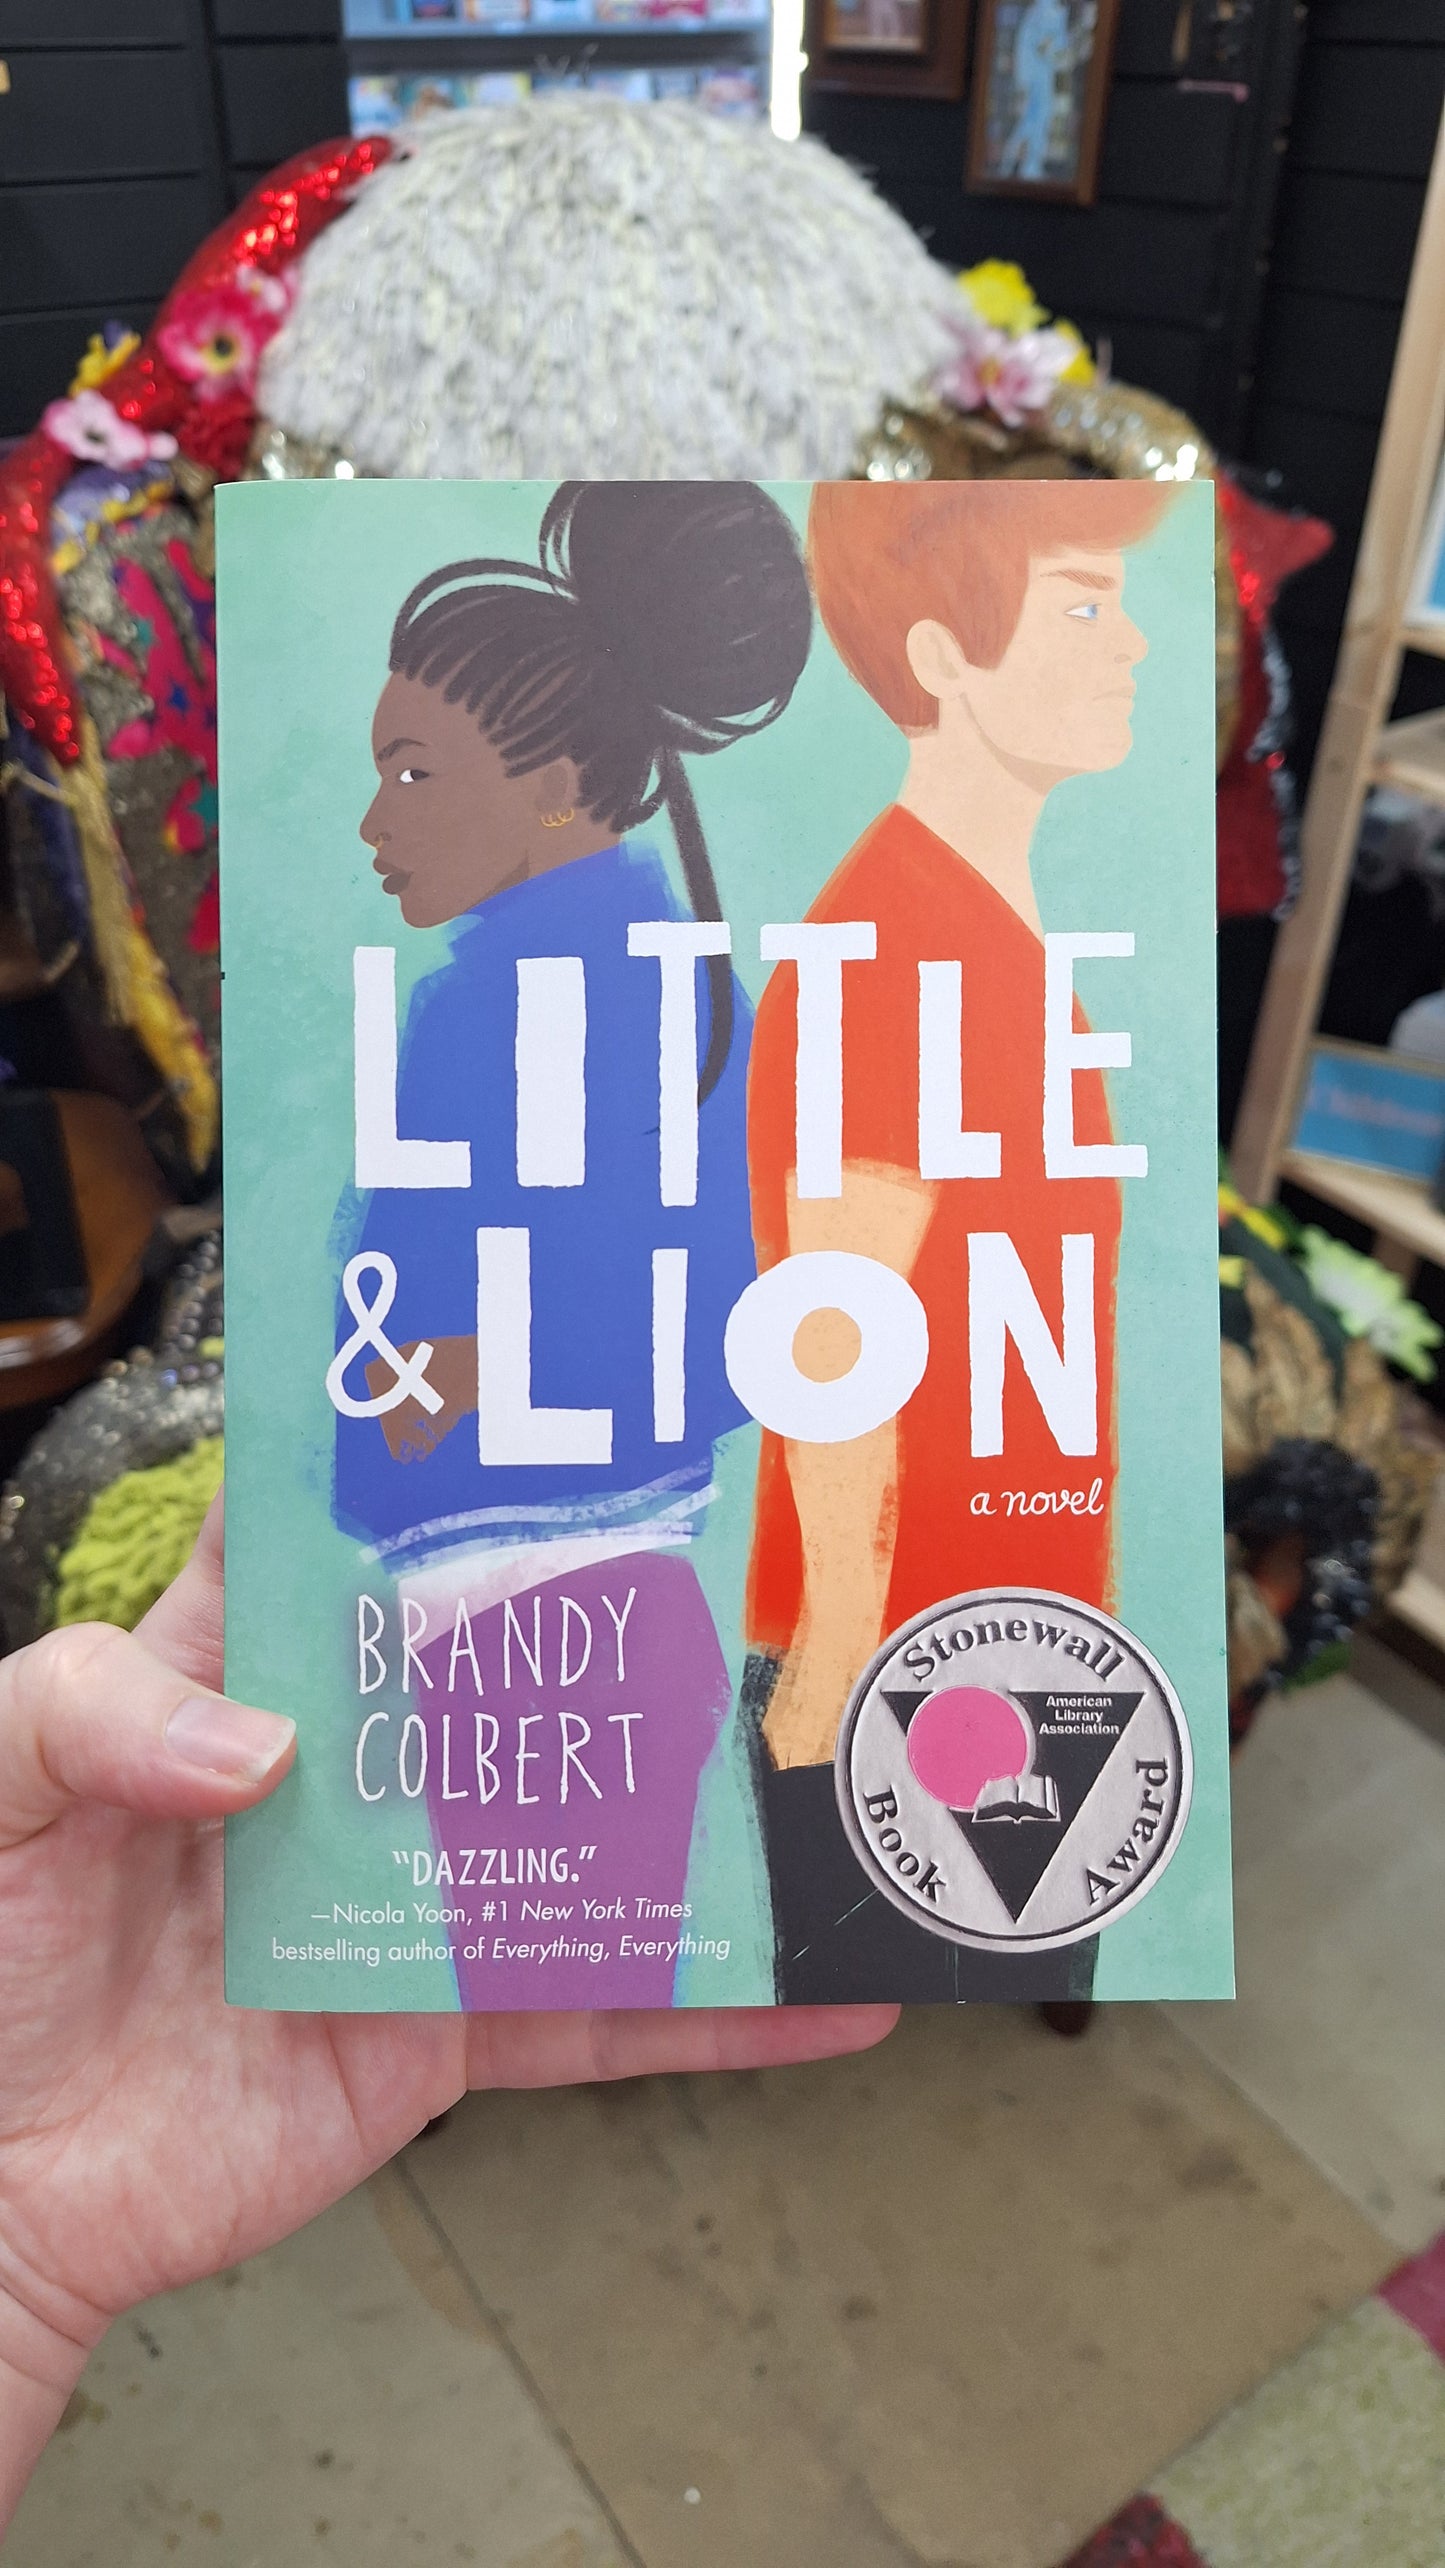 LITTLE
& LION
a novel
BRANDY
COLBERT
"DAZZLING."
—Nicola Yoon, #1 New York Times
bestselling author of Everything, Everything
Stonewall
Book
Award
American
Library
Association